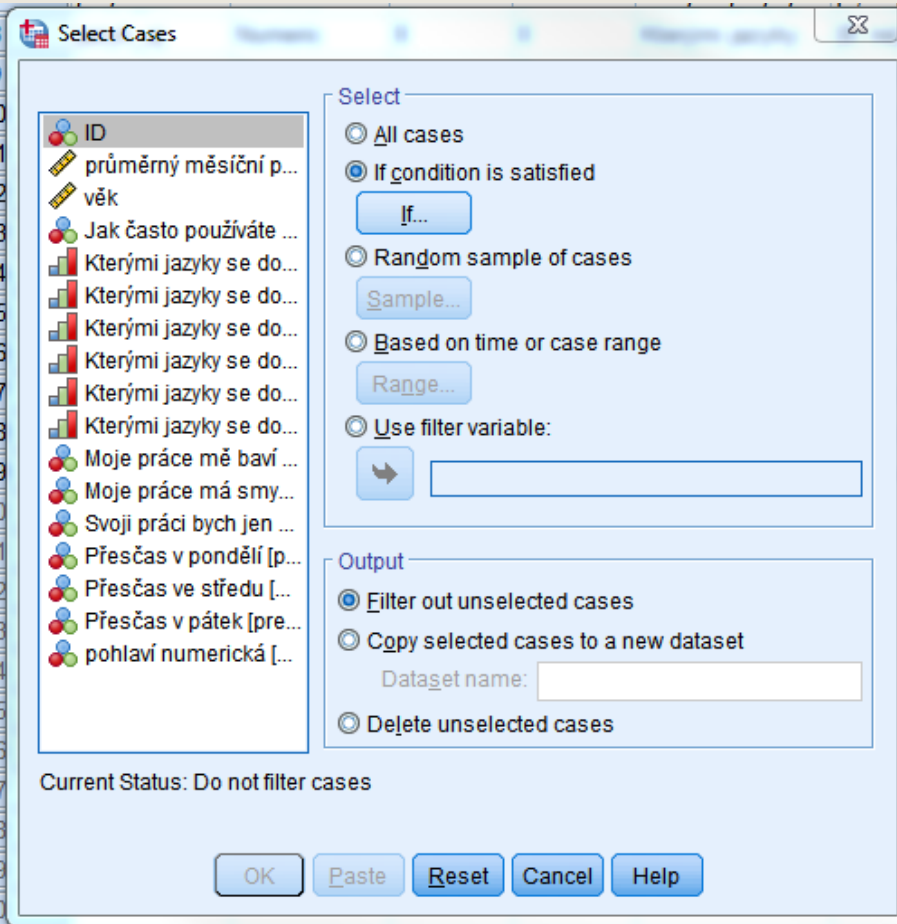 Select Cases
ID
průměrný měsíční p...
věk
Jak často používáte ...
Kterými jazyky se do...
Kterými jazyky se do...
Kterými jazyky se do...
Kterými jazyky se do...
Kterými jazyky se do...
Kterými jazyky se do...
Moje práce mě baví ...
Moje práce má smy...
Svoji práci bych jen ...
Přesčas v pondělí [p...
Přesčas ve středu [...
Přesčas v pátek [pre...
pohlaví numerická [...
Select
All cases
If condition is satisfied
If...
Random sample of cases
Sample...
Based on time or case range
Range...
Use filter variable:
Output
Filter out unselected cases
Copy selected cases to a new dataset
Dataset name:
Delete unselected cases
Current Status: Do not filter cases
OK
Paste
Reset
Cancel
Help